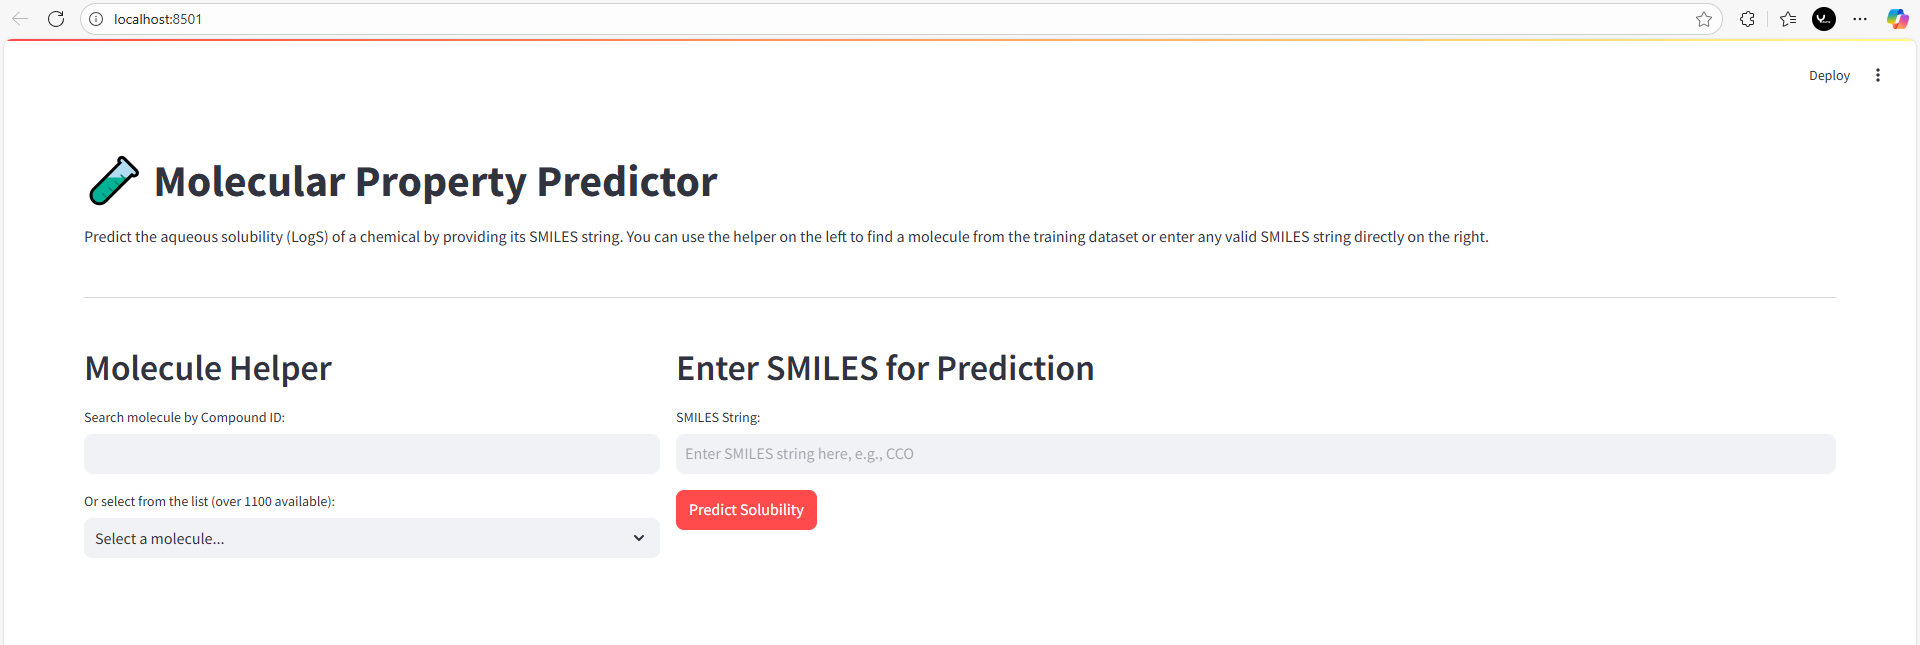 localhost:8501
Deploy
Molecular Property Predictor
Predict the aqueous solubility (LogS) of a chemical by providing its SMILES string. You can use the helper on the left to find a molecule from the training dataset or enter any valid SMILES string directly on the right.
Molecule Helper
Search molecule by Compound ID:
Or select from the list (over 1100 available):
Select a molecule...
Enter SMILES for Prediction
SMILES String:
Enter SMILES string here, e.g., CCO
Predict Solubility